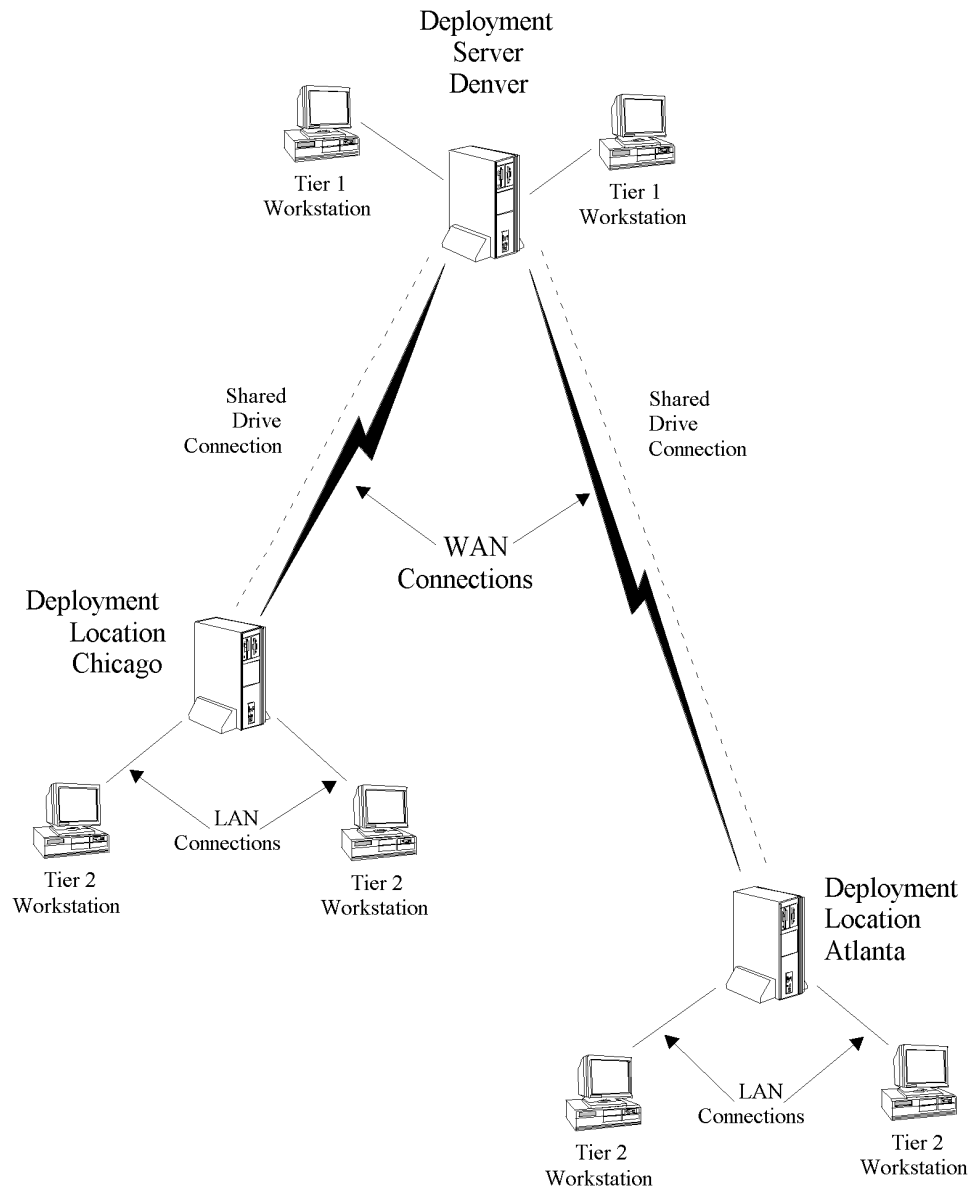 Deployment
Server
Denver
Tier 1
Workstation
Tier 1
Workstation
Shared
Drive
Connection
Shared
Drive
Connection
WAN
Connections
Deployment
Location
Chicago
LAN
Connections
Tier 2
Workstation
Tier 2
Workstation
Deployment
Location
Atlanta
LAN
Connections
Tier 2
Workstation
Tier 2
Workstation